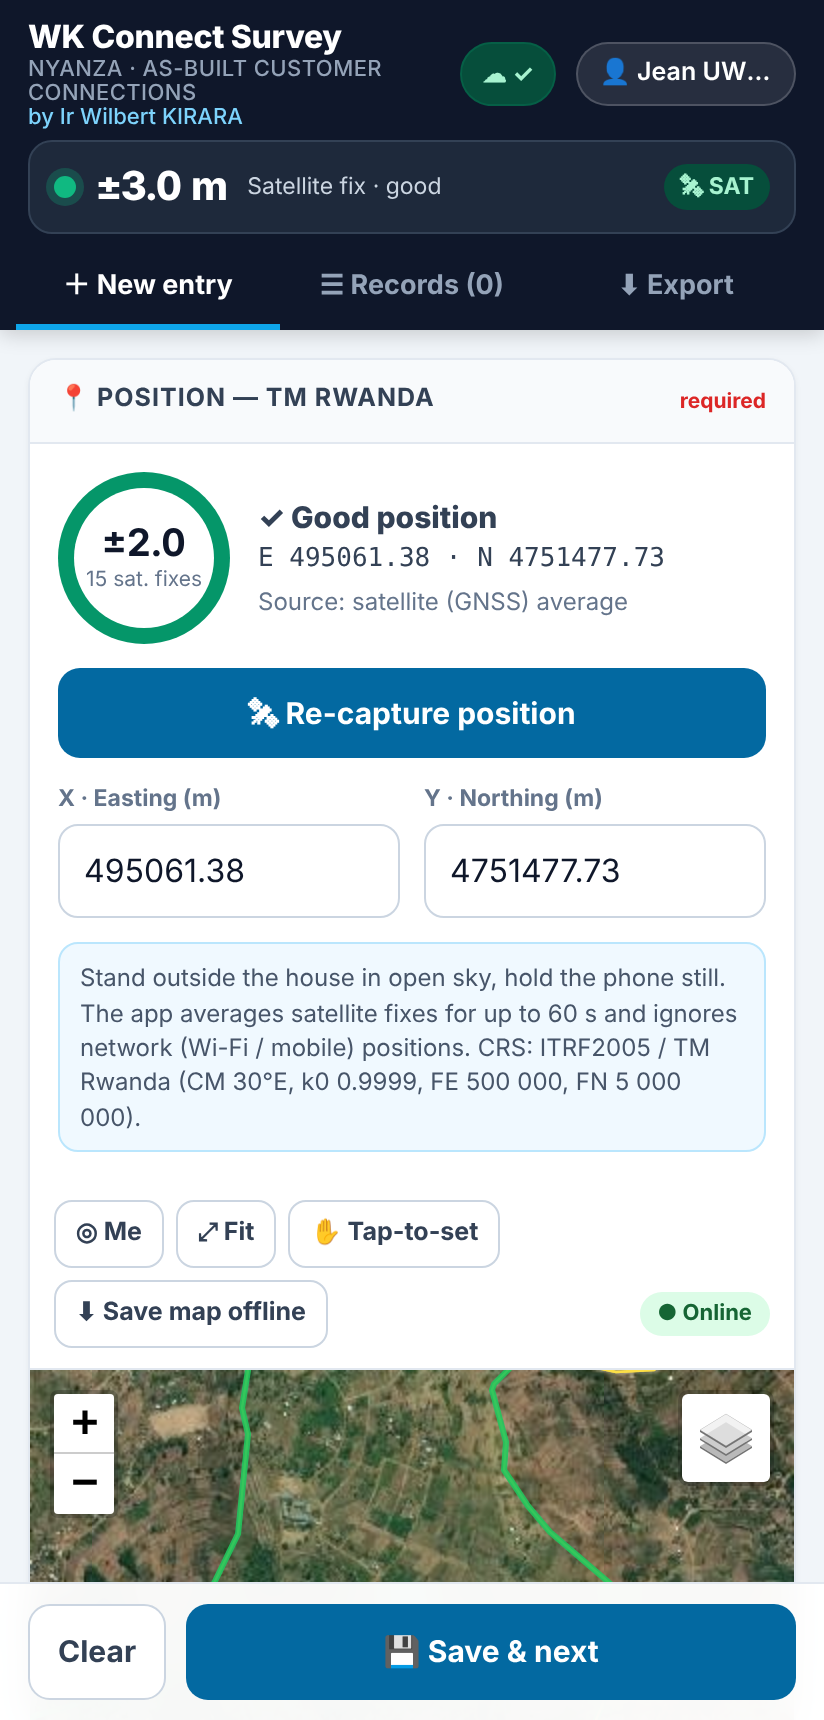 WK Connect Survey
NYANZA · AS-BUILT CUSTOMER
CONNECTIONS
by Ir Wilbert KIRARA
☁ ✓
👤 Jean UW...
±3.0 m Satellite fix · good
🛰 SAT
+ New entry
☰ Records (0)
⬇ Export
📍 POSITION — TM RWANDA
required
±2.0
15 sat. fixes
✓ Good position
E 495061.38 · N 4751477.73
Source: satellite (GNSS) average
🛰 Re-capture position
X · Easting (m)
Y · Northing (m)
495061.38
4751477.73
Stand outside the house in open sky, hold the phone still.
The app averages satellite fixes for up to 60 s and ignores
network (Wi-Fi / mobile) positions. CRS: ITRF2005 / TM
Rwanda (CM 30°E, k0 0.9999, FE 500 000, FN 5 000
000).
◎ Me
⤢ Fit
✋ Tap-to-set
⬇ Save map offline
● Online
+
−
Clear
💾 Save & next